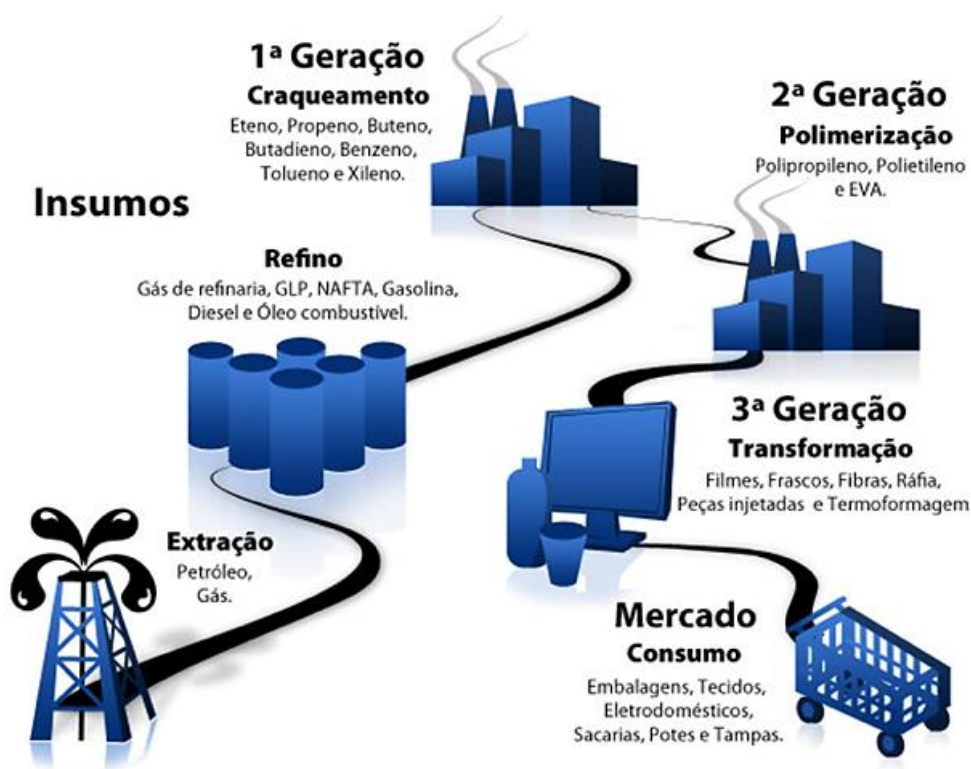 1ª Geração
Craqueamento
Eteno, Propeno, Buteno,
Butadieno, Benzeno,
Tolueno e Xileno.
2ª Geração
Polimerização
Polipropileno, Polietileno
e EVA.
Insumos
Refino
Gás de refinaria, GLP, NAFTA, Gasolina,
Diesel e Óleo combustível.
3ª Geração
Transformação
Filmes, Frascos, Fibras, Ráfia,
Peças injetadas e Termoformagem
Extração
Petróleo,
Gás.
Mercado
Consumo
Embalagens, Tecidos,
Eletrodomésticos,
Sacarias, Potes e Tampas.